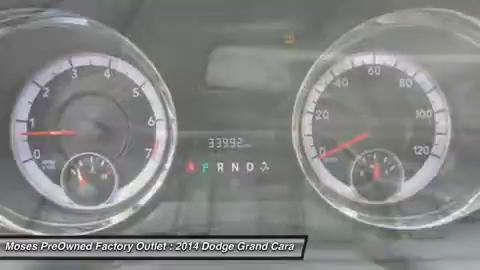 0 1 2 3 4 5 6 7
33992
P R N D
0 20 40 60 80 100 120
Moses PreOwned Factory Outlet : 2014 Dodge Grand Cara